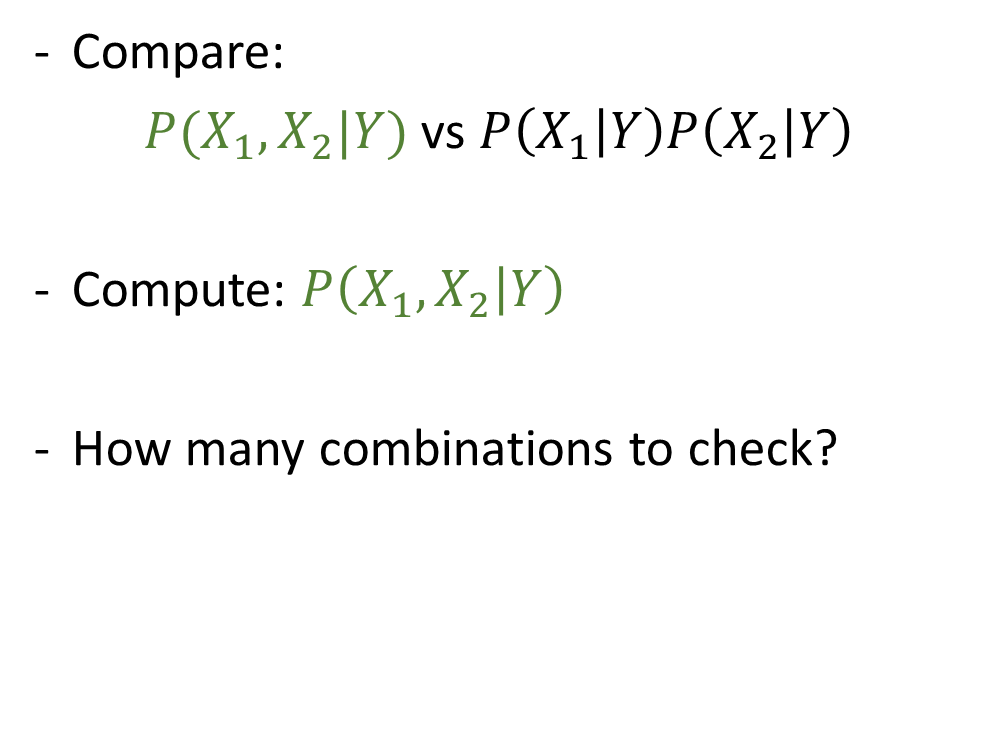 - Compare:
P(X₁, X₂|Y) vs P(X₁|Y)P(X₂|Y)
- Compute: P(X₁, X₂|Y)
- How many combinations to check?